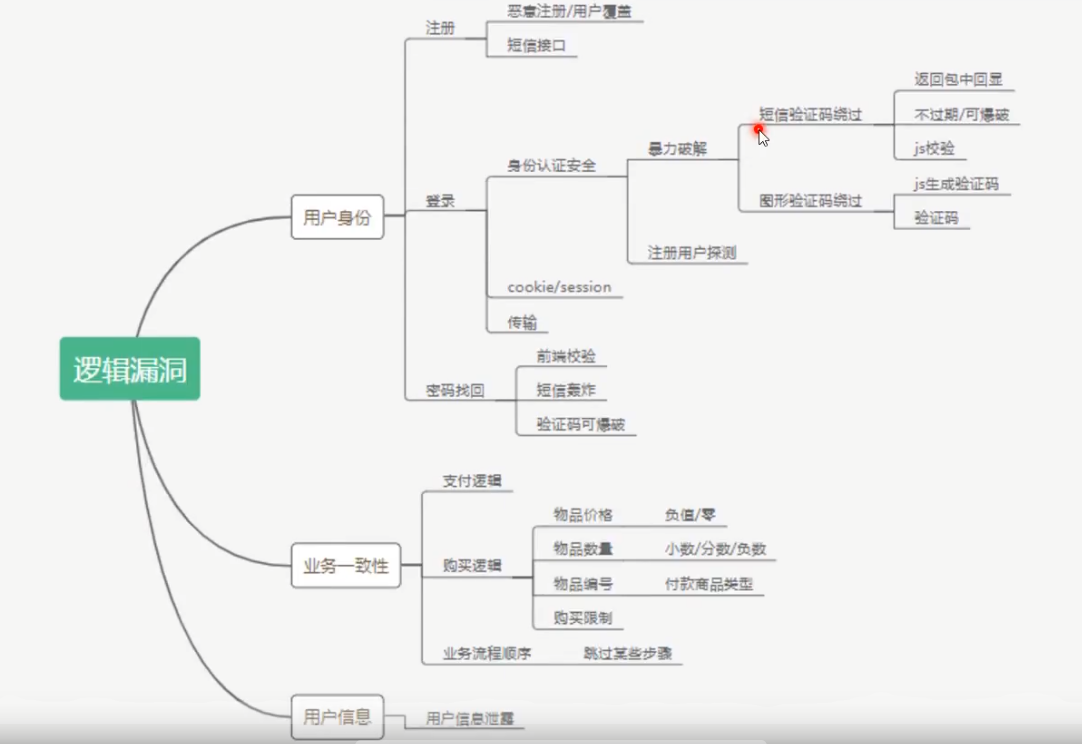 逻辑漏洞
用户身份
注册
恶意注册/用户覆盖
短信接口
登录
身份认证安全
暴力破解
短信验证码绕过
返回包中回显
不过期/可爆破
js校验
图形验证码绕过
js生成验证码
验证码
注册用户探测
cookie/session
传输
密码找回
前端校验
短信轰炸
验证码可爆破
业务一致性
支付逻辑
购买逻辑
物品价格 负值/零
物品数量 小数/分数/负数
物品编号 付款商品类型
购买限制
业务流程顺序 跳过某些步骤
用户信息
用户信息泄露